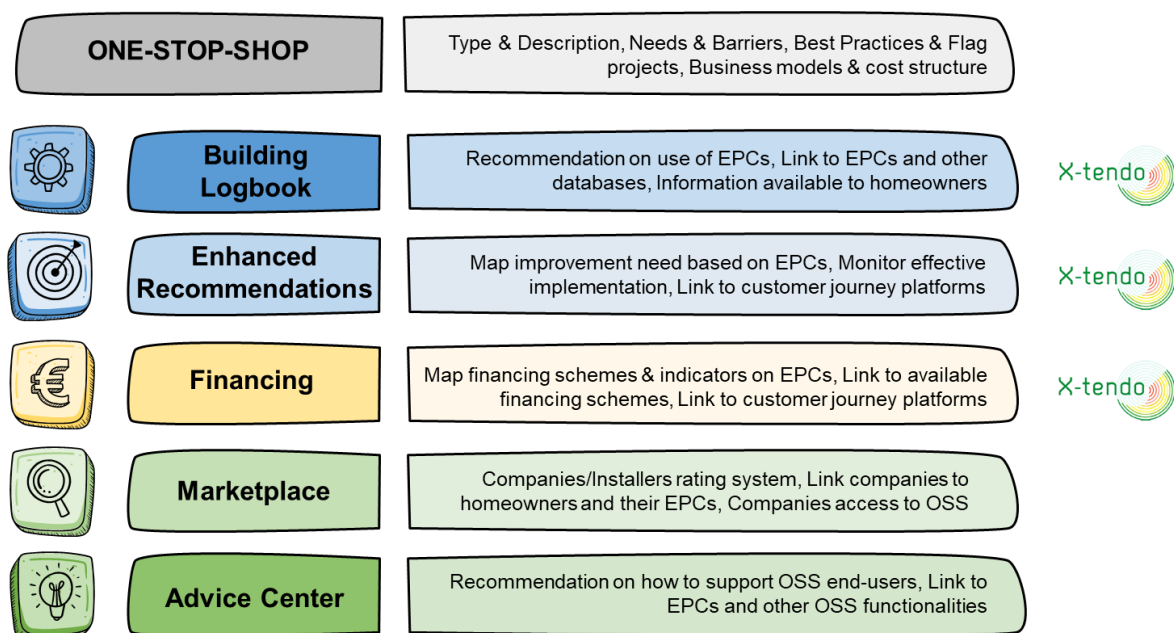 ONE-STOP-SHOP
Type & Description, Needs & Barriers, Best Practices & Flag
projects, Business models & cost structure
Building
Logbook
Recommendation on use of EPCs, Link to EPCs and other
databases, Information available to homeowners
X-tendo
Enhanced
Recommendations
Map improvement need based on EPCs, Monitor effective
implementation, Link to customer journey platforms
X-tendo
Financing
Map financing schemes & indicators on EPCs, Link to available
financing schemes, Link to customer journey platforms
X-tendo
Marketplace
Companies/Installers rating system, Link companies to
homeowners and their EPCs, Companies access to OSS
Advice Center
Recommendation on how to support OSS end-users, Link to
EPCs and other OSS functionalities